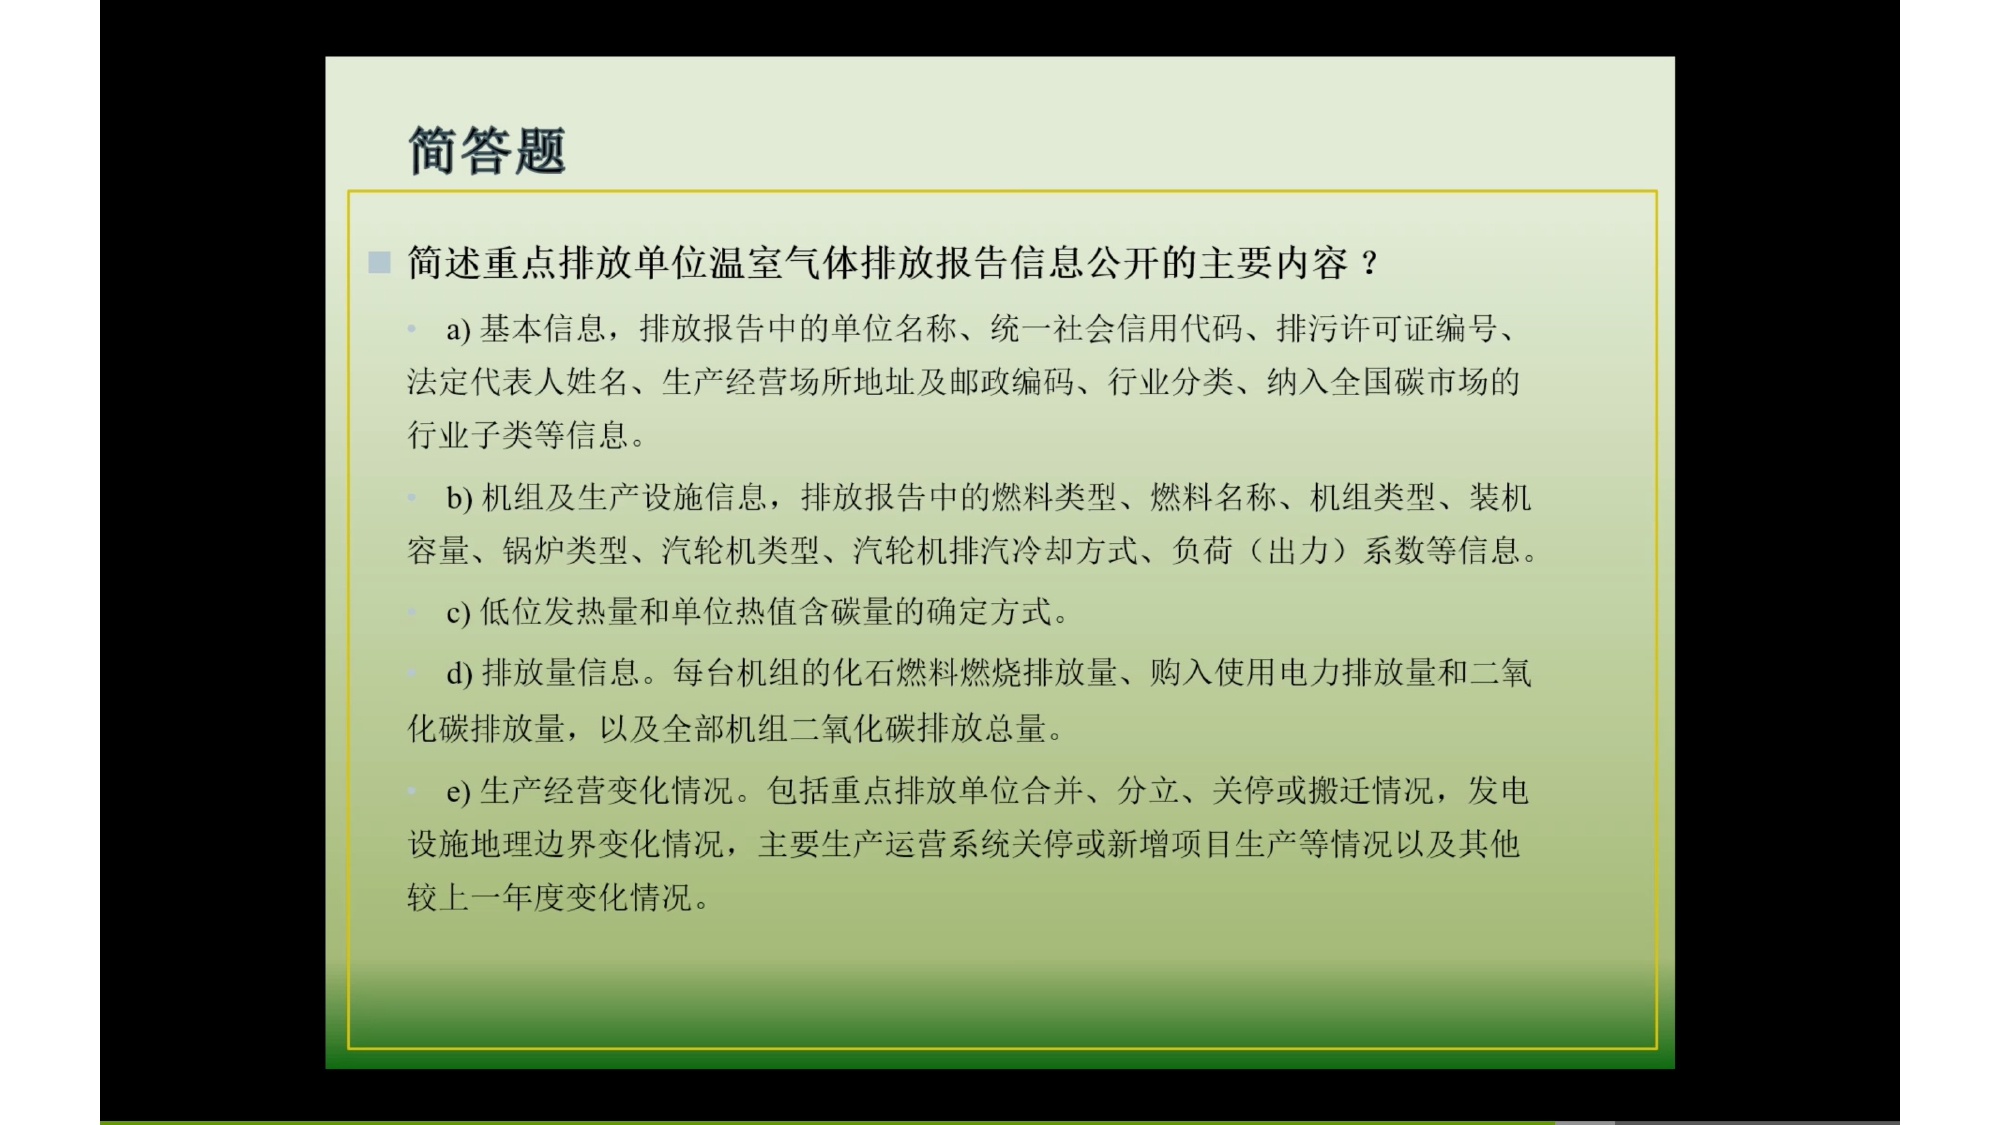 简答题
简述重点排放单位温室气体排放报告信息公开的主要内容？
a) 基本信息，排放报告中的单位名称、统一社会信用代码、排污许可证编号、
法定代表人姓名、生产经营场所地址及邮政编码、行业分类、纳入全国碳市场的
行业子类等信息。
b) 机组及生产设施信息，排放报告中的燃料类型、燃料名称、机组类型、装机
容量、锅炉类型、汽轮机类型、汽轮机排汽冷却方式、负荷（出力）系数等信息。
c) 低位发热量和单位热值含碳量的确定方式。
d) 排放量信息。每台机组的化石燃料燃烧排放量、购入使用电力排放量和二氧
化碳排放量，以及全部机组二氧化碳排放总量。
e) 生产经营变化情况。包括重点排放单位合并、分立、关停或搬迁情况，发电
设施地理边界变化情况，主要生产运营系统关停或新增项目生产等情况以及其他
较上一年度变化情况。